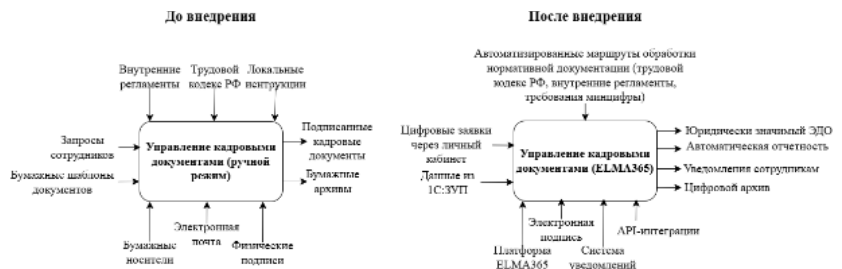 До внедрения
Внутренние
регламенты
Трудовой
кодекс РФ
Локальные
инструкции
Запросы
сотрудников
Бумажные шаблоны
документов
Управление кадровыми
документами (ручной
режим)
Подписанные
кадровые
документы
Бумажные
архивы
Бумажные
носители
Электронная
почта
Физические
подписи
После внедрения
Автоматизированные маршруты обработки
нормативной документации (трудовой
кодекс РФ, внутренние регламенты,
требования минцифры)
Цифровые заявки
через личный
кабинет
Данные из
1С:ЗУП
Управление кадровыми
документами (ELMA365)
Юридически значимый ЭДО
Автоматическая отчетность
Уведомления сотрудникам
Цифровой архив
Платформа
ELMA365
Электронная
подпись
Система
уведомлений
API-интеграции